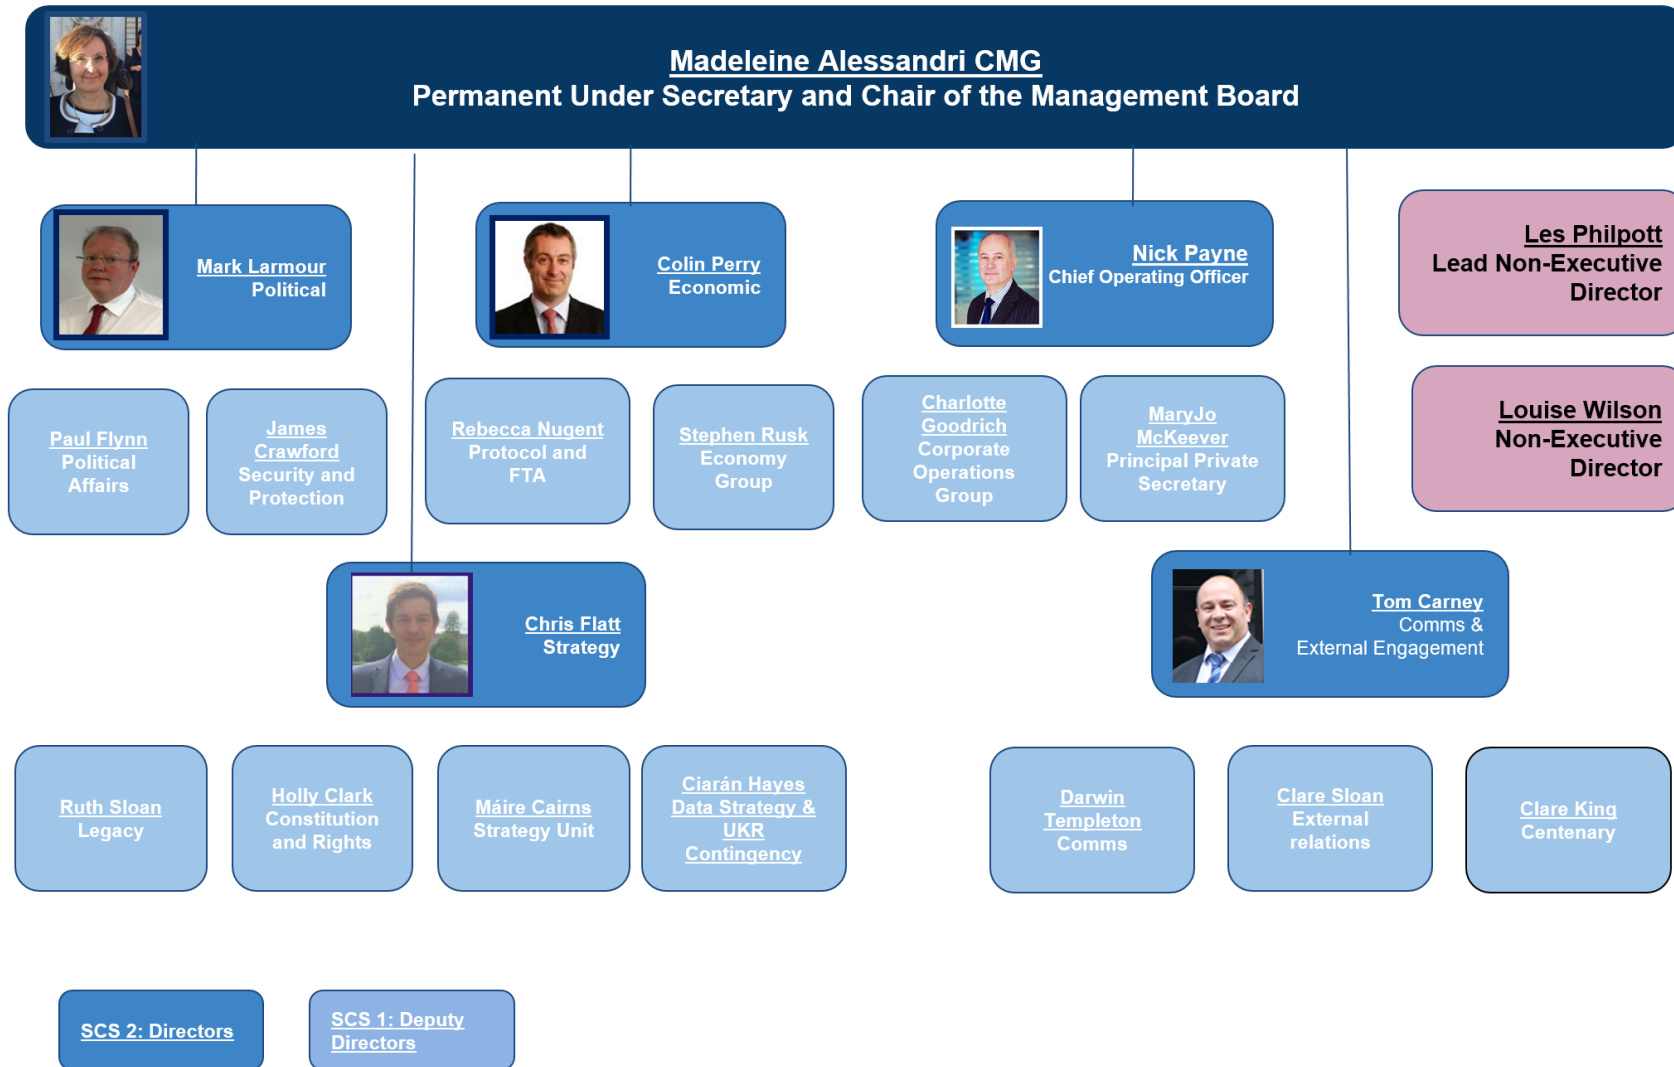 Madeleine Alessandri CMG
Permanent Under Secretary and Chair of the Management Board
Mark Larmour
Political
Colin Perry
Economic
Nick Payne
Chief Operating Officer
Les Philpott
Lead Non-Executive
Director
Louise Wilson
Non-Executive
Director
Paul Flynn
Political
Affairs
James
Crawford
Security and
Protection
Rebecca Nugent
Protocol and
FTA
Stephen Rusk
Economy
Group
Charlotte
Goodrich
Corporate
Operations
Group
MaryJo
McKeever
Principal Private
Secretary
Chris Flatt
Strategy
Tom Carney
Comms &
External Engagement
Ruth Sloan
Legacy
Holly Clark
Constitution
and Rights
Máire Cairns
Strategy Unit
Ciarán Hayes
Data Strategy &
UKR
Contingency
Darwin
Templeton
Comms
Clare Sloan
External
relations
Clare King
Centenary
SCS 2: Directors
SCS 1: Deputy
Directors